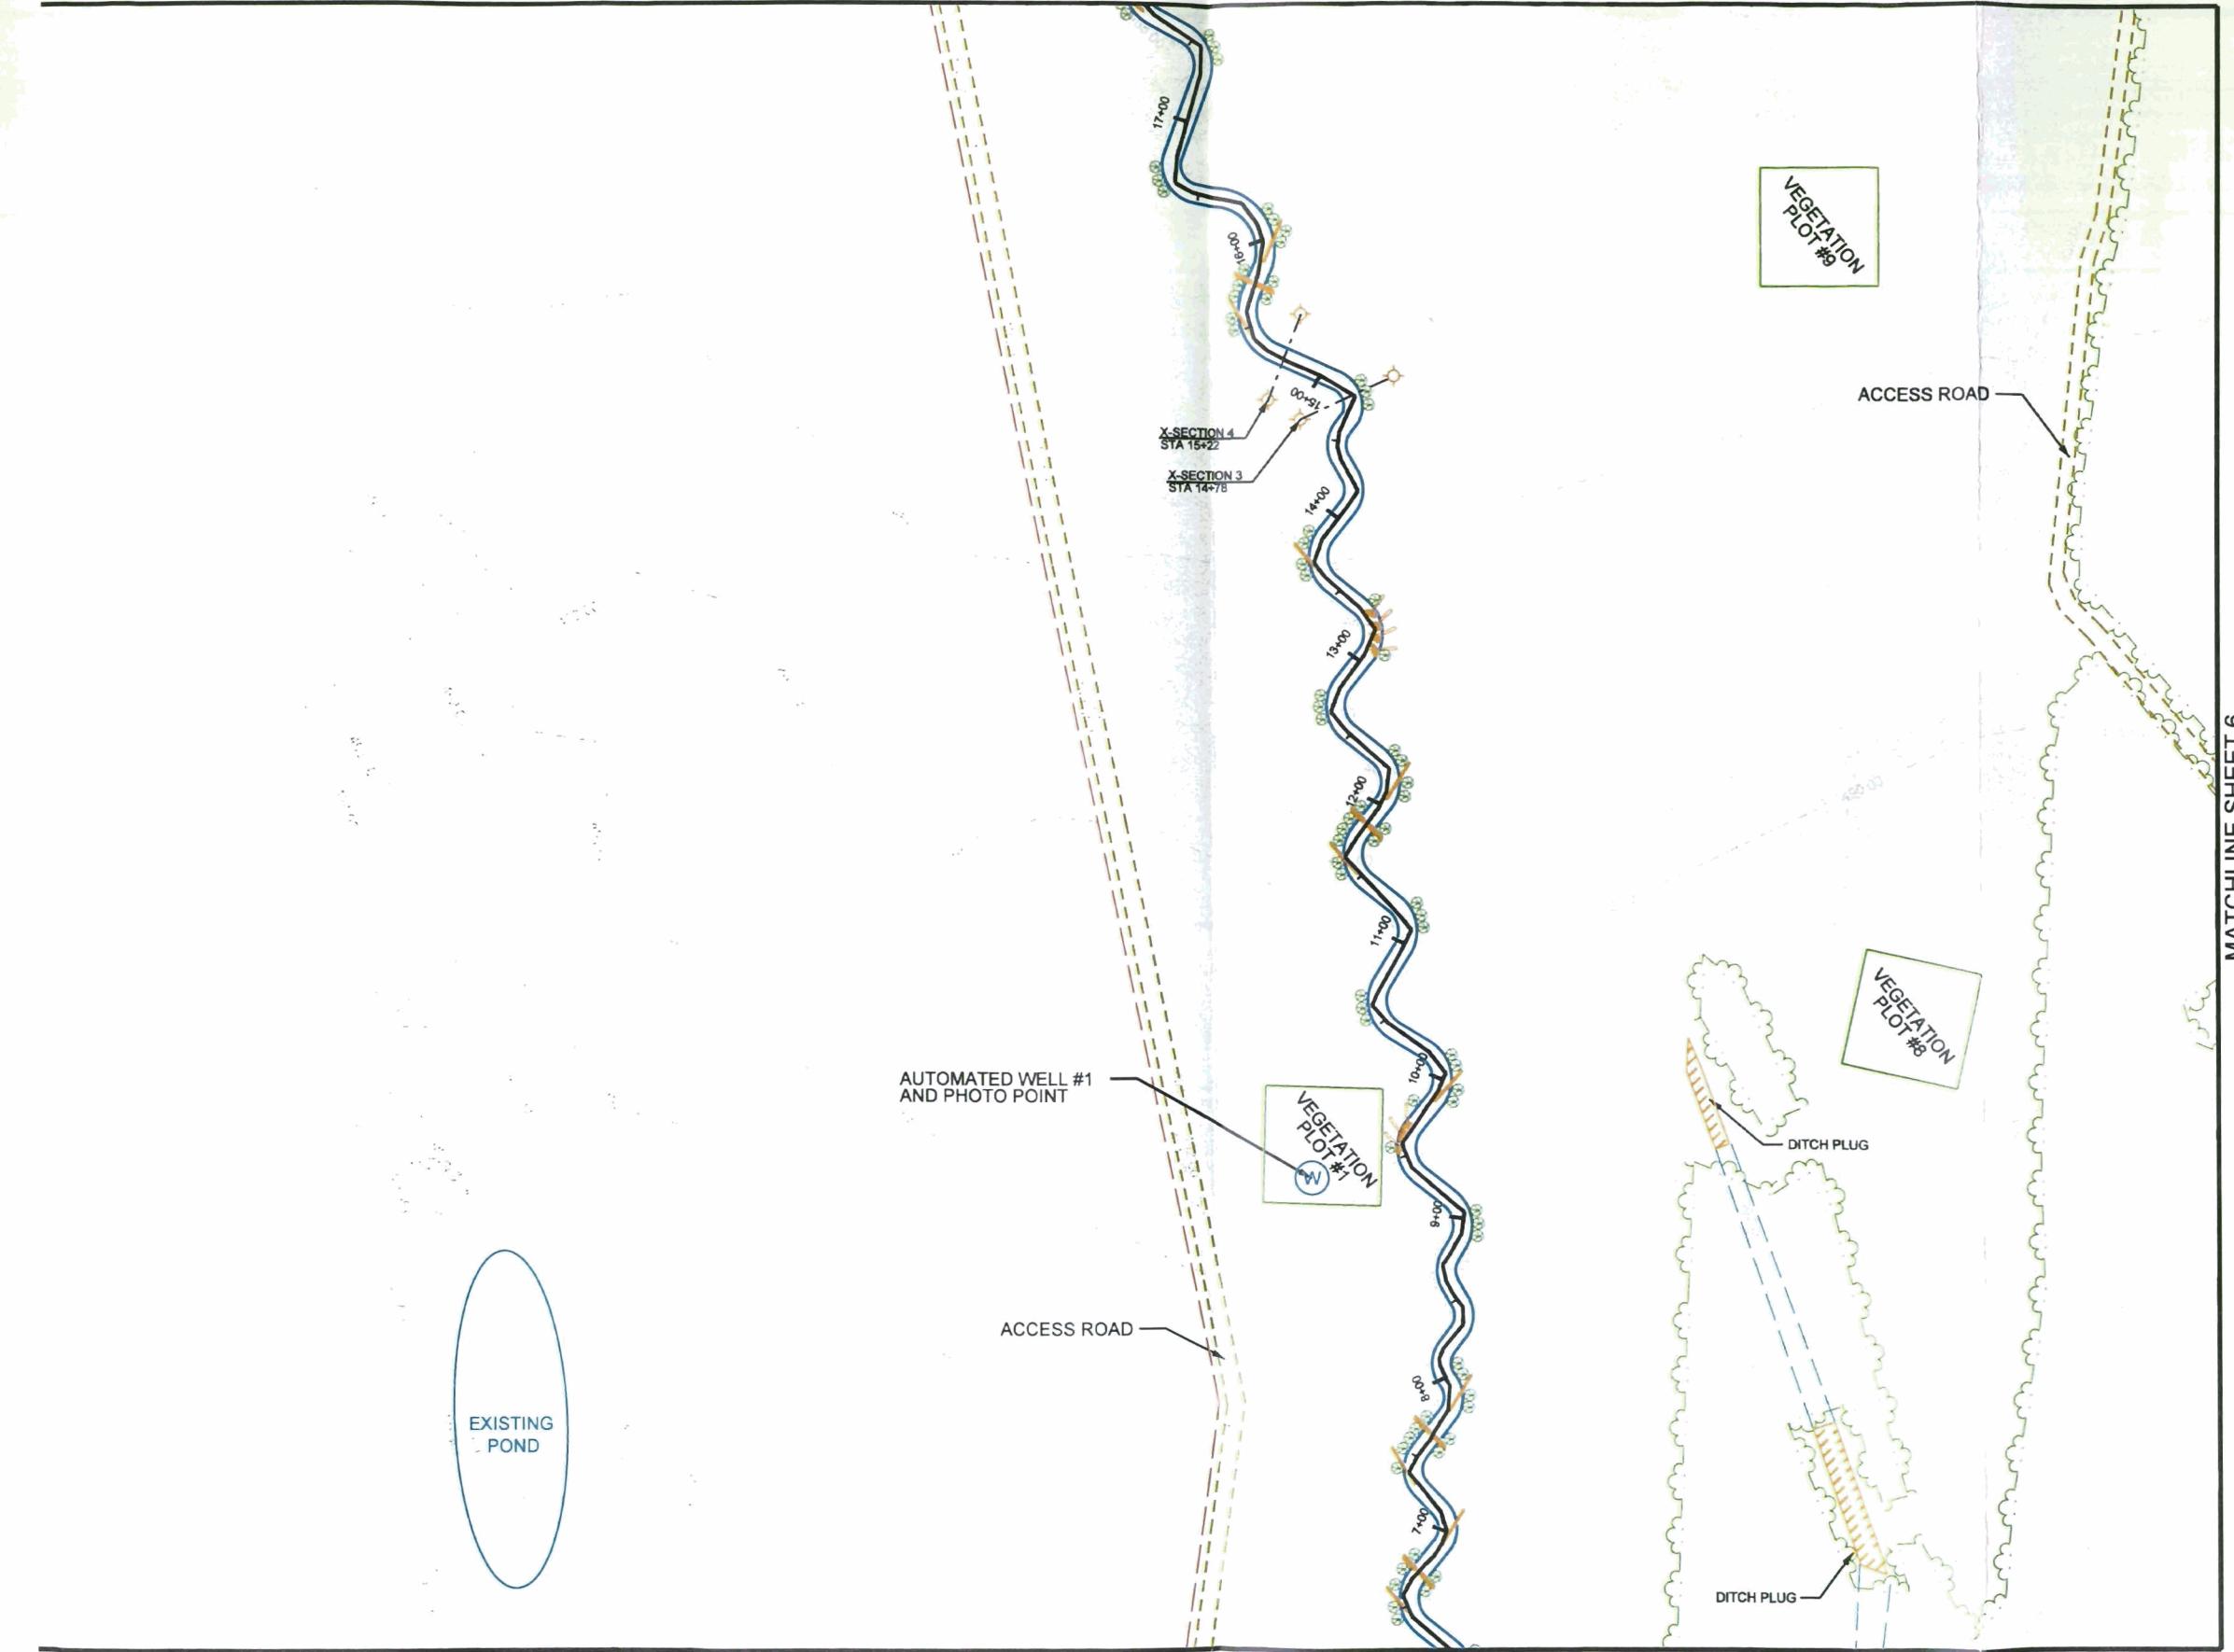 17+00
VEGETATION
PLOT #9
16+00
ACCESS ROAD
15+00
X-SECTION 4
STA 15+22
X-SECTION 3
STA 14+78
14+00
13+00
MATCHLINE SHEET 6
12+00
11+00
VEGETATION
PLOT #8
10+00
AUTOMATED WELL #1
AND PHOTO POINT
VEGETATION
PLOT #1
W
DITCH PLUG
9+00
ACCESS ROAD
8+00
EXISTING
POND
7+00
DITCH PLUG